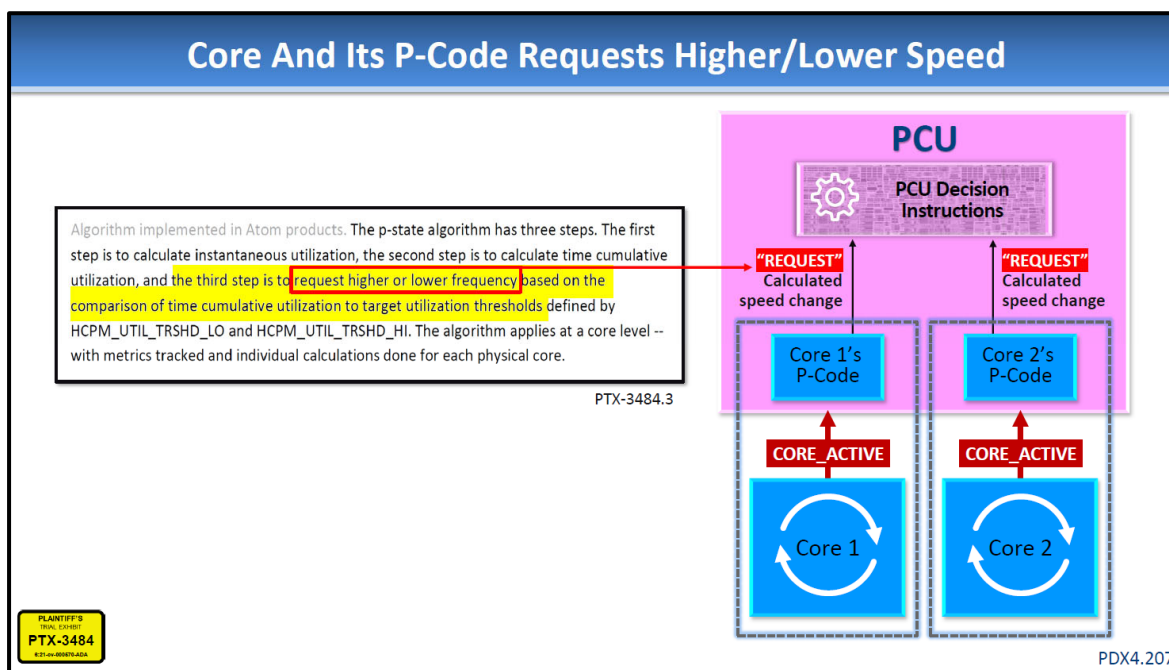 Core And Its P-Code Requests Higher/Lower Speed
Algorithm implemented in Atom products. The p-state algorithm has three steps. The first
step is to calculate instantaneous utilization, the second step is to calculate time cumulative
utilization, and the third step is to request higher or lower frequency based on the
comparison of time cumulative utilization to target utilization thresholds defined by
HCPM_UTIL_TRSHD_LO and HCPM_UTIL_TRSHD_HI. The algorithm applies at a core level --
with metrics tracked and individual calculations done for each physical core.
PTX-3484.3
PCU
PCU Decision
Instructions
"REQUEST"
Calculated
speed change
"REQUEST"
Calculated
speed change
Core 1's
P-Code
Core 2's
P-Code
CORE_ACTIVE
CORE_ACTIVE
Core 1
Core 2
PLAINTIFF'S
TRIAL EXHIBIT
PTX-3484
PDX4.207